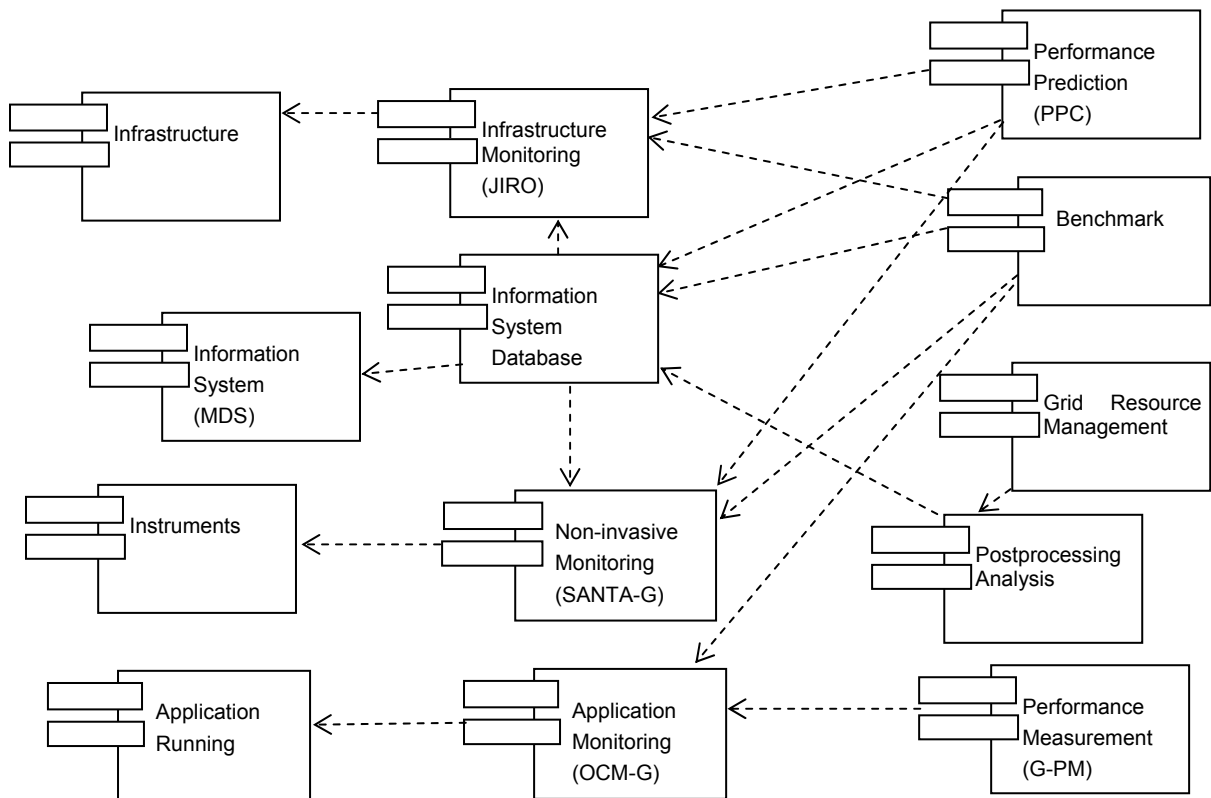 Performance
Prediction
(PPC)
Infrastructure
Infrastructure
Monitoring
(JIRO)
Benchmark
Information
System
Database
Information
System
(MDS)
Grid Resource
Management
Instruments
Non-invasive
Monitoring
(SANTA-G)
Postprocessing
Analysis
Application
Running
Application
Monitoring
(OCM-G)
Performance
Measurement
(G-PM)